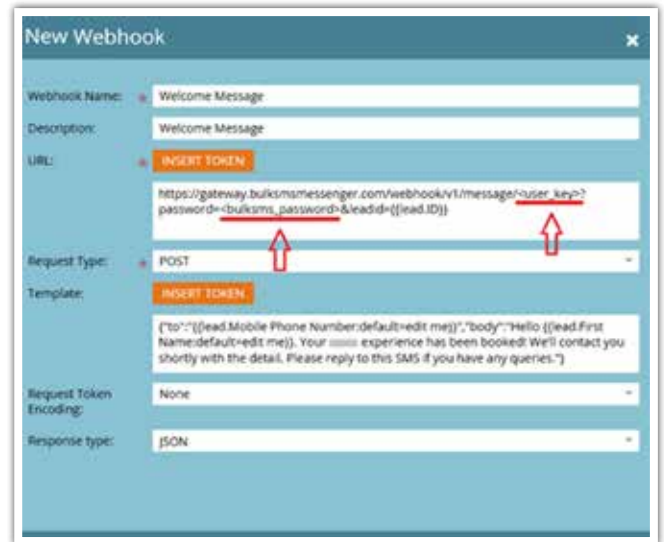 New Webhook
Webhook Name: * Welcome Message
Description: Welcome Message
URL: * INSERT TOKEN
https://gateway.bulksmsmessenger.com/webhook/v1/message/<user_key>?
password=<bulksms_password>&leadid={{lead.ID}}
Request Type: * POST
Template: INSERT TOKEN
{"to":"{{lead.Mobile Phone Number:default=edit me}}","body":"Hello {{lead.First
Name:default=edit me}}. Your experience has been booked! We'll contact you
shortly with the detail. Please reply to this SMS if you have any queries."}
Request Token
Encoding: None
Response type: JSON